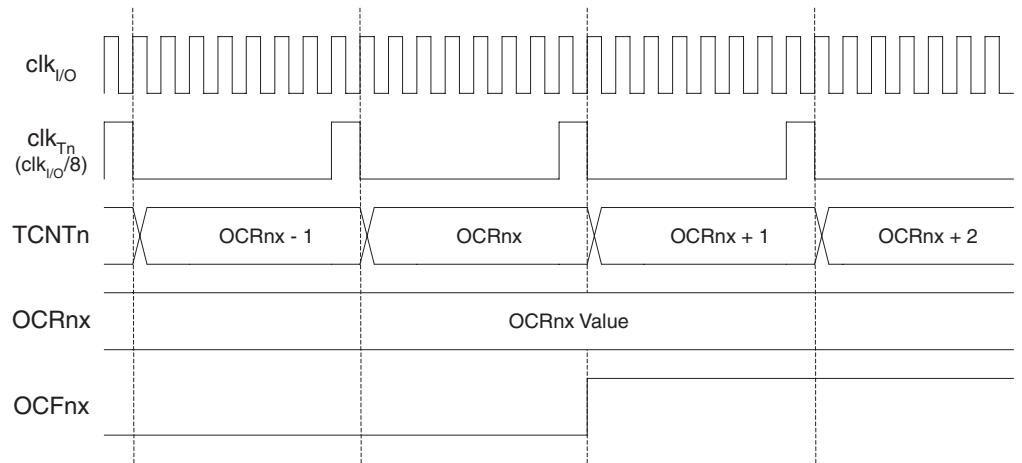 clkI/O
clkTn
(clkI/O/8)
TCNTn
OCRnx - 1
OCRnx
OCRnx + 1
OCRnx + 2
OCRnx
OCRnx Value
OCFnx